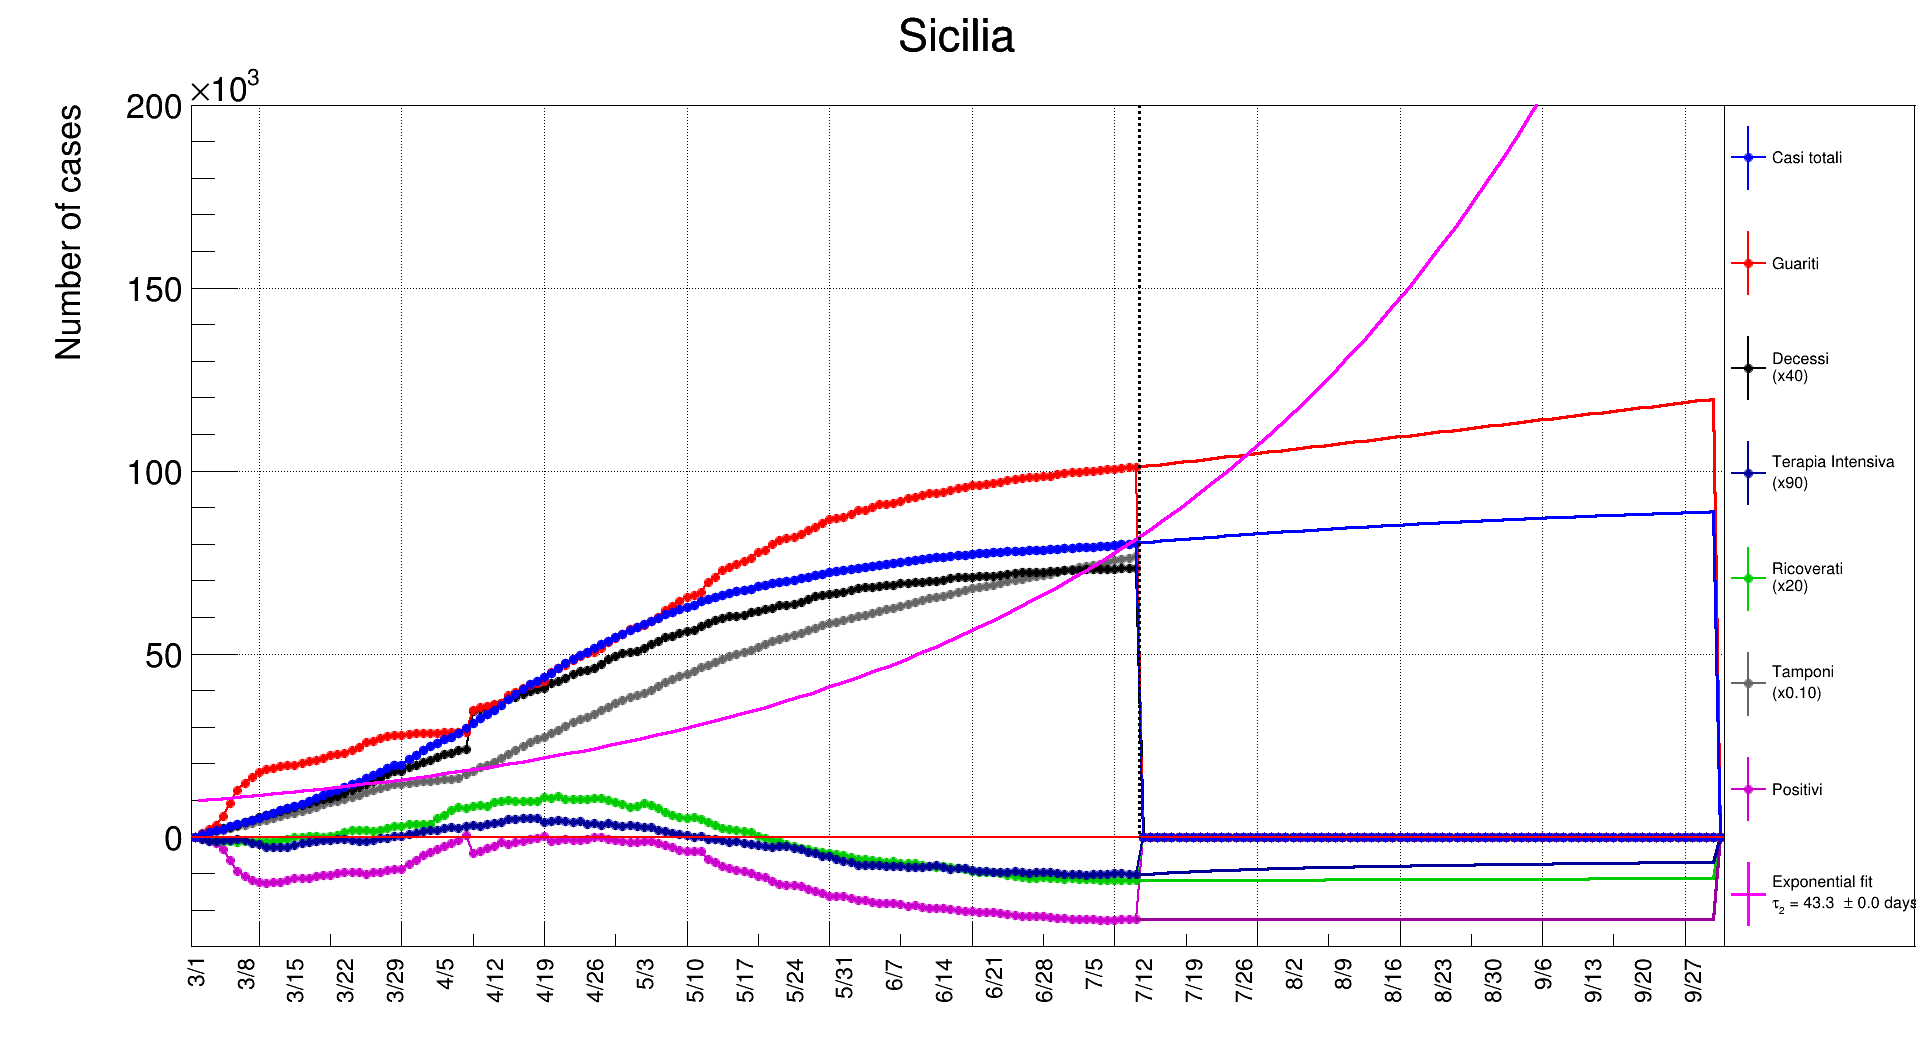 Sicilia
×10³
Number of cases
200
150
100
50
0
3/1 3/8 3/15 3/22 3/29 4/5 4/12 4/19 4/26 5/3 5/10 5/17 5/24 5/31 6/7 6/14 6/21 6/28 7/5 7/12 7/19 7/26 8/2 8/9 8/16 8/23 8/30 9/6 9/13 9/20 9/27
Casi totali
Guariti
Decessi
(x40)
Terapia Intensiva
(x90)
Ricoverati
(x20)
Tamponi
(x0.10)
Positivi
Exponential fit
τ₂ = 43.3 ± 0.0 days